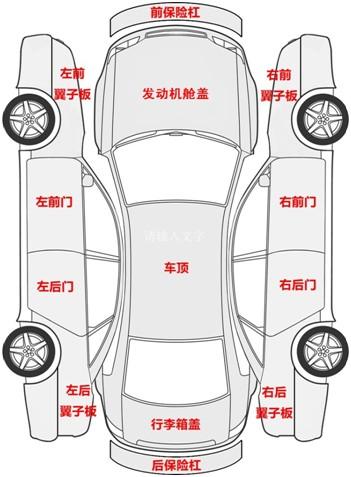 前保险杠
左前
翼子板
发动机舱盖
右前
翼子板
左前门
右前门
请输入文字
车顶
左后门
右后门
左后
翼子板
行李箱盖
右后
翼子板
后保险杠